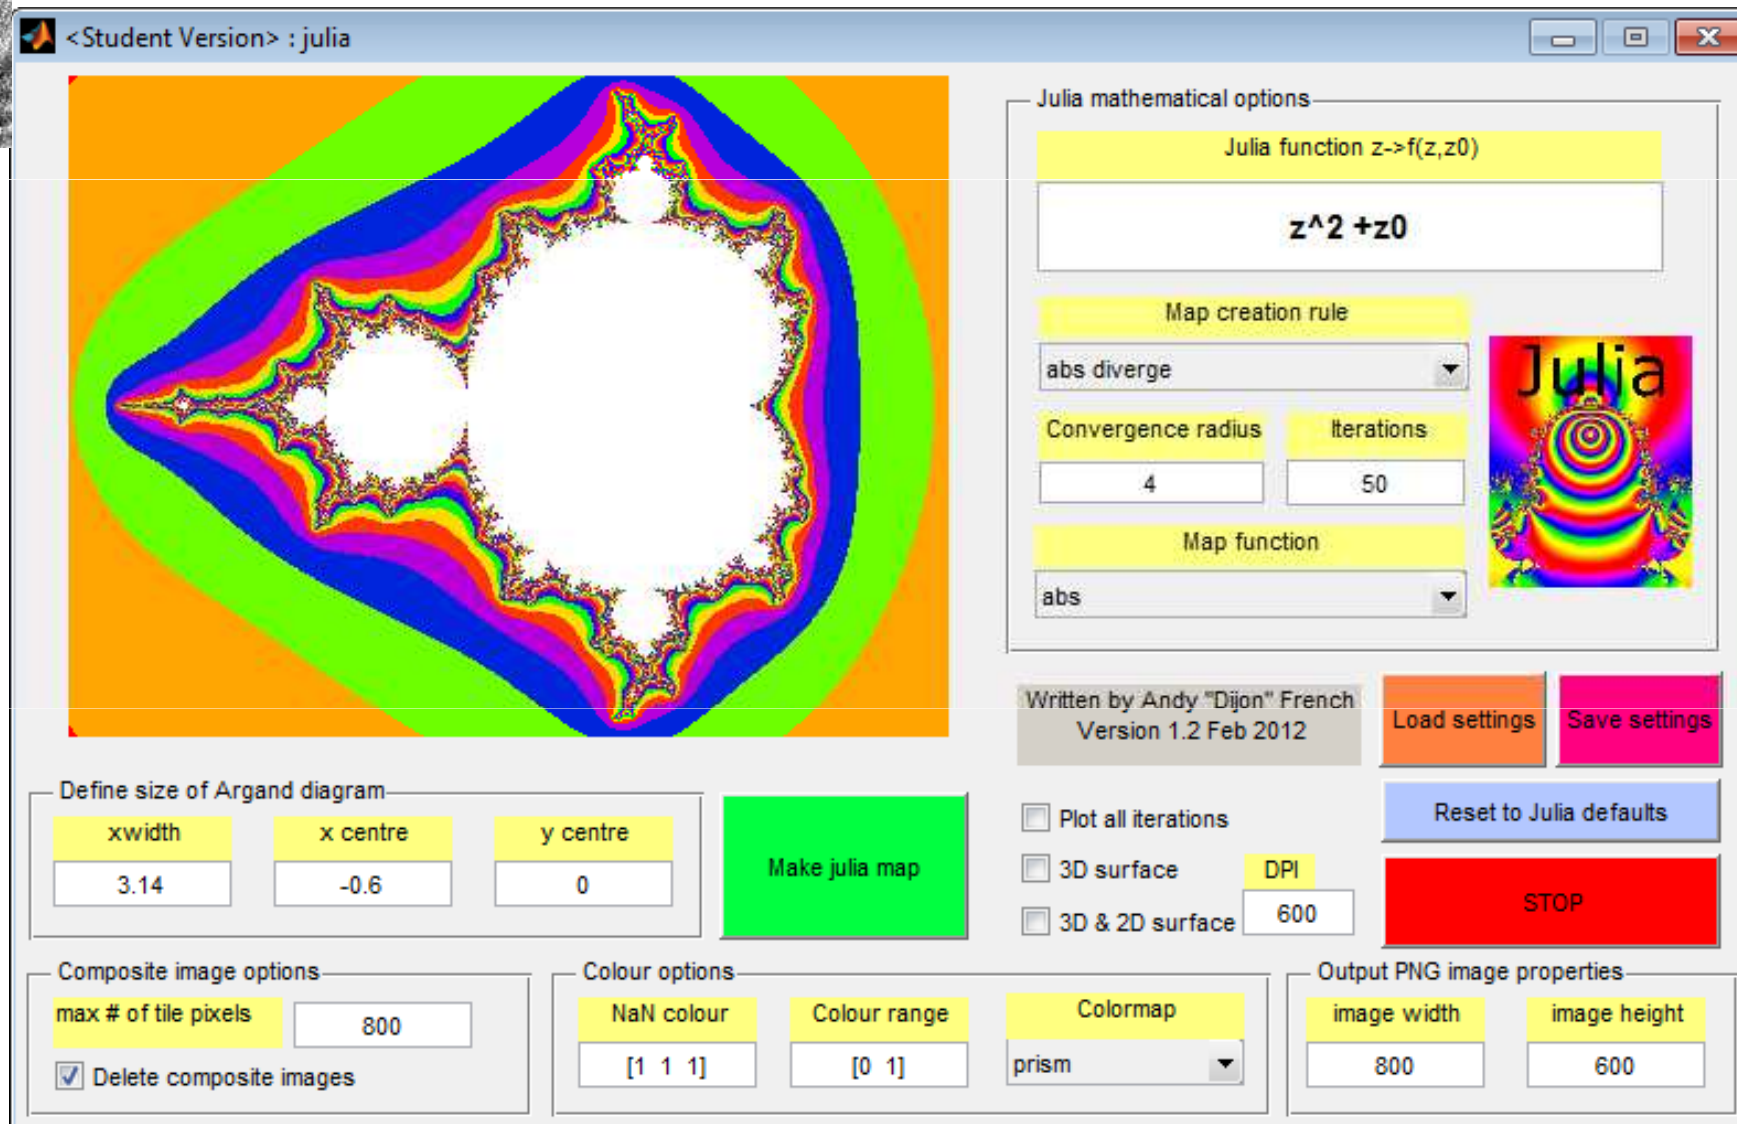 <Student Version> : julia
Julia mathematical options
Julia function z->f(z,z0)
z^2 +z0
Map creation rule
abs diverge
Julia
Convergence radius
Iterations
4
50
Map function
abs
Written by Andy "Dijon" French
Version 1.2 Feb 2012
Load settings
Save settings
Define size of Argand diagram
xwidth
x centre
y centre
3.14
-0.6
0
Make julia map
Plot all iterations
3D surface
3D & 2D surface
DPI
600
Reset to Julia defaults
STOP
Composite image options
max # of tile pixels
800
Delete composite images
Colour options
NaN colour
Colour range
Colormap
[1 1 1]
[0 1]
prism
Output PNG image properties
image width
image height
800
600